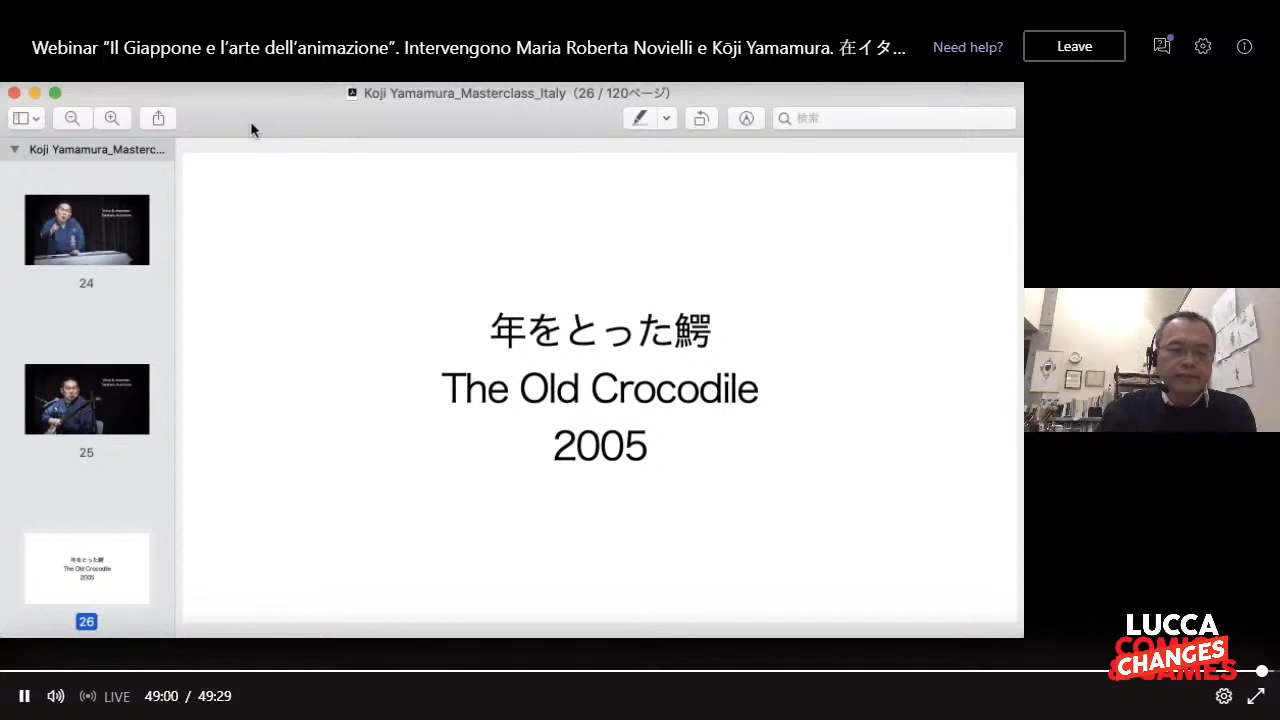 Webinar "Il Giappone e l'arte dell'animazione". Intervengono Maria Roberta Novielli e Kōji Yamamura. 在イタ...
Need help?
Leave
Koji Yamamura_Masterclass_Italy（26 / 120ページ）
検索
Koji Yamamura_Masterc...
24
25
年をとった鰐
The Old Crocodile
2005
26
年をとった鰐
The Old Crocodile
2005
LUCCA
COMICS
CHANGES
& GAMES
LIVE
49:00 / 49:29